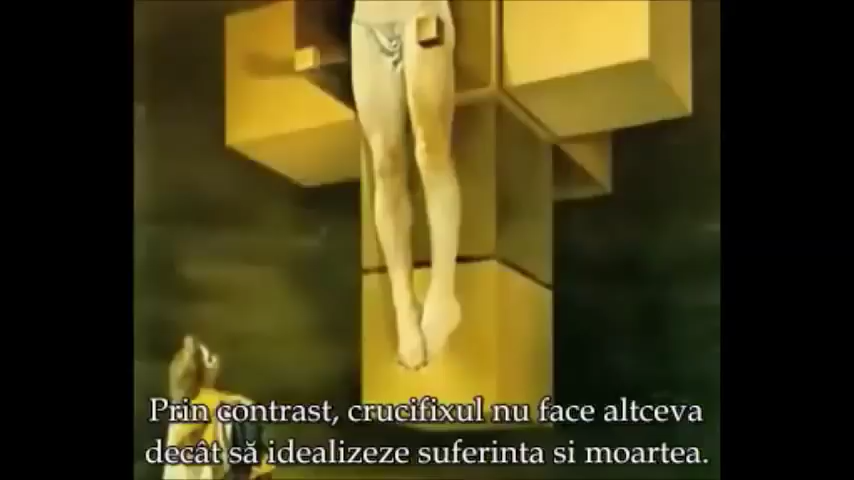 Prin contrast, crucifixul nu face altceva
decât să idealizeze suferinta si moartea.